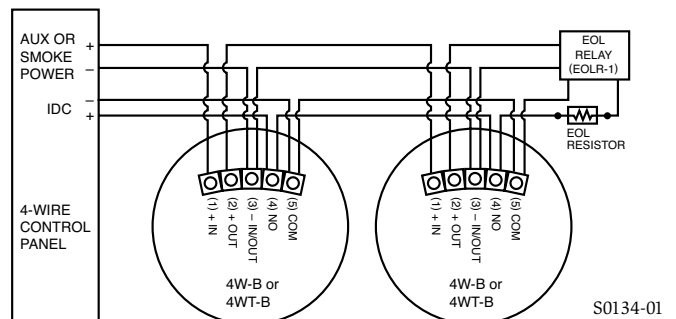 AUX OR
SMOKE
POWER
+
–
IDC
–
+
4-WIRE
CONTROL
PANEL
EOL
RELAY
(EOLR-1)
EOL
RESISTOR
(1) + IN
(2) + OUT
(3) – IN/OUT
(4) NO
(5) COM
4W-B or
4WT-B
(1) + IN
(2) + OUT
(3) – IN/OUT
(4) NO
(5) COM
4W-B or
4WT-B
S0134-01